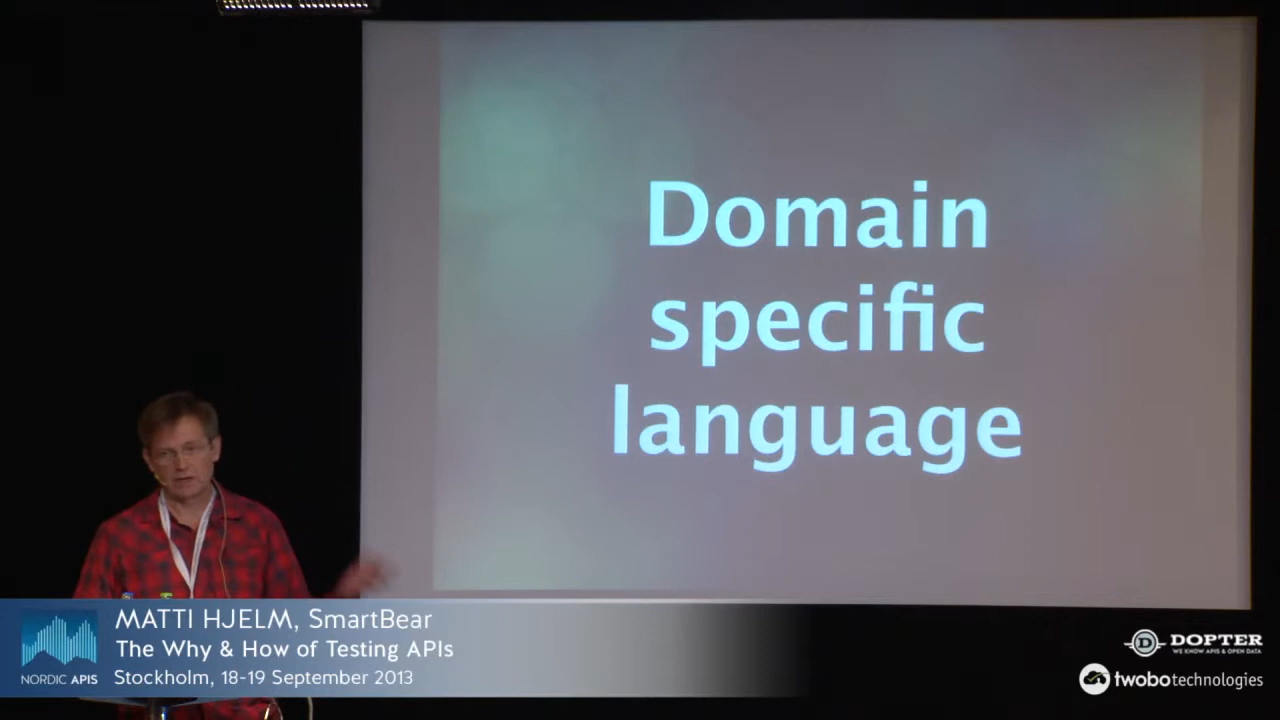 Domain
specific
language
MATTI HJELM, SmartBear
The Why & How of Testing APIs
Stockholm, 18-19 September 2013
NORDIC APIS
D DOPTER
WE KNOW APIS & OPEN DATA
twobotechnologies